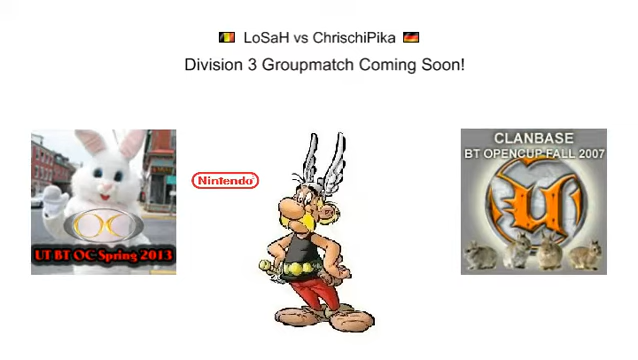 LoSaH vs ChrischiPika
Division 3 Groupmatch Coming Soon!
CLANBASE
BT OPENCUP FALL 2007
Nintendo
UT BT OC Spring 2013